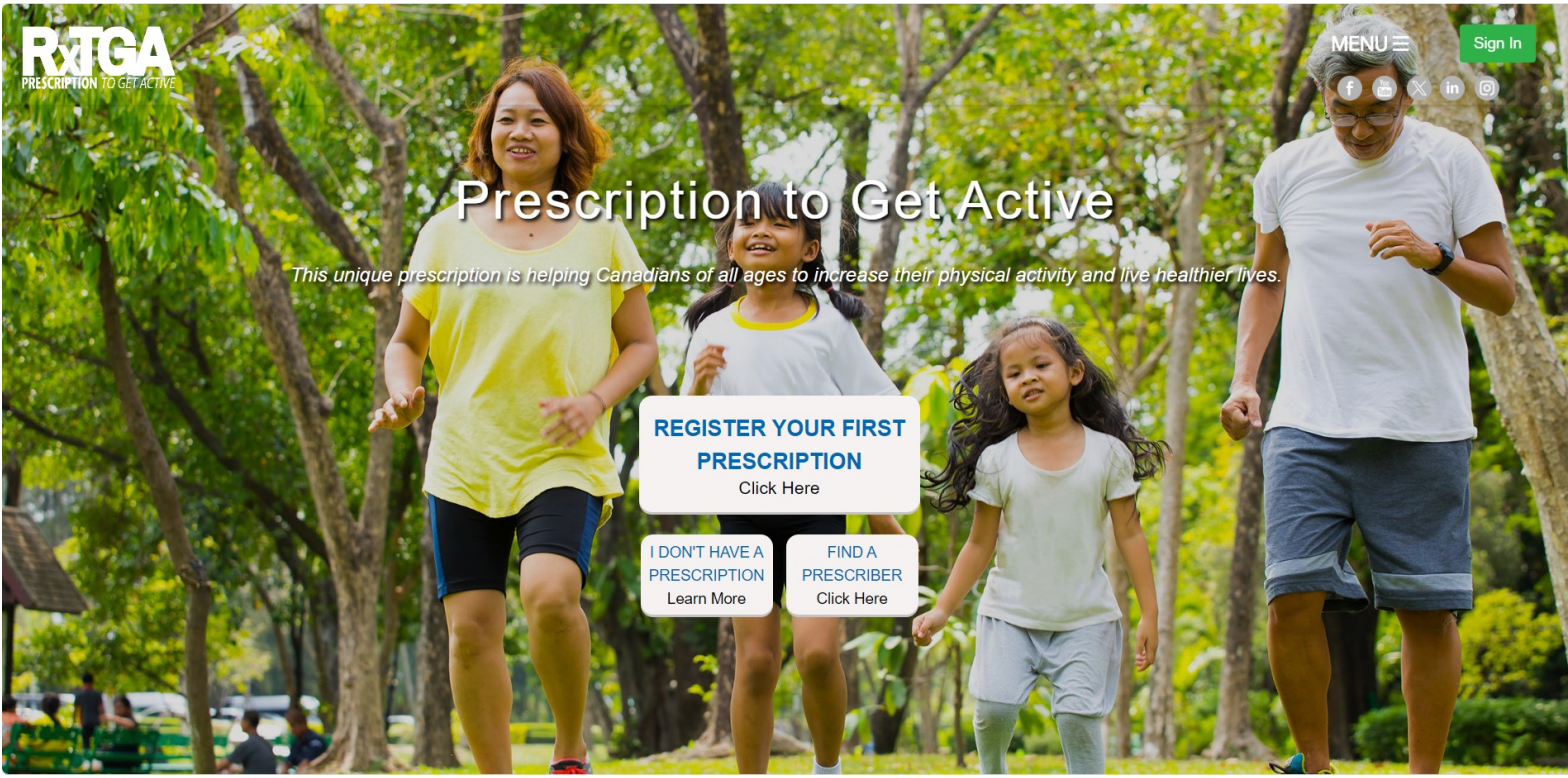 RxTGA
PRESCRIPTION TO GET ACTIVE
MENU
Sign In
Prescription to Get Active
This unique prescription is helping Canadians of all ages to increase their physical activity and live healthier lives.
REGISTER YOUR FIRST
PRESCRIPTION
Click Here
I DON'T HAVE A
PRESCRIPTION
Learn More
FIND A
PRESCRIBER
Click Here